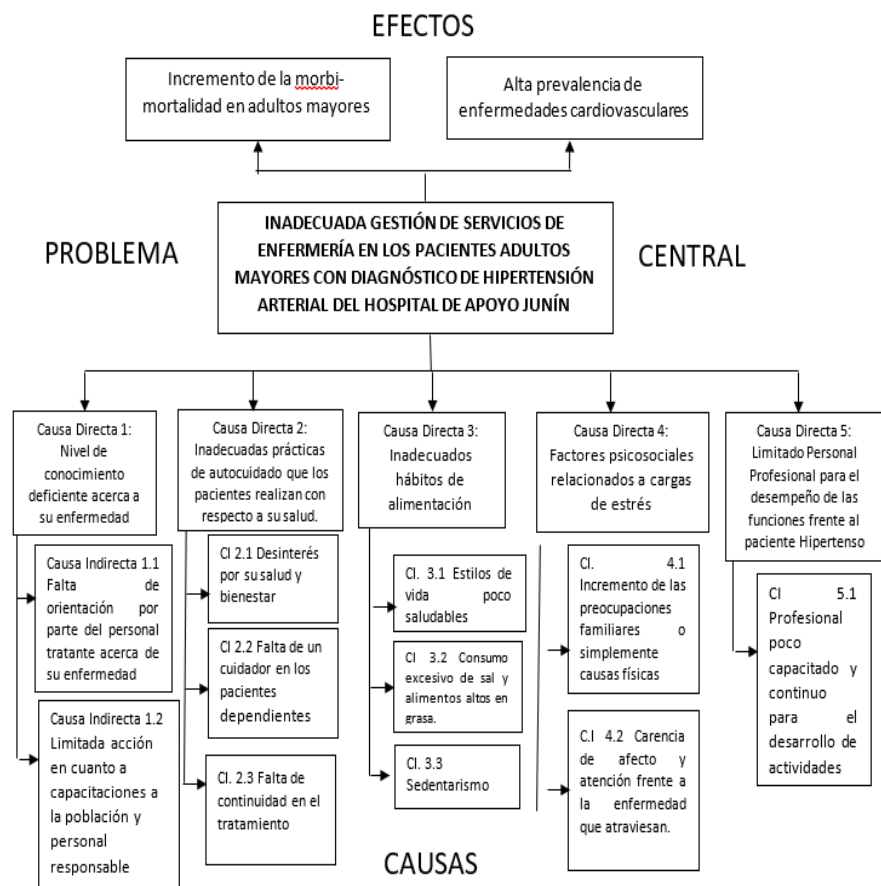 EFECTOS
Incremento de la morbi-
mortalidad en adultos mayores
Alta prevalencia de
enfermedades cardiovasculares
PROBLEMA
INADECUADA GESTIÓN DE SERVICIOS DE
ENFERMERÍA EN LOS PACIENTES ADULTOS
MAYORES CON DIAGNÓSTICO DE HIPERTENSIÓN
ARTERIAL DEL HOSPITAL DE APOYO JUNÍN
CENTRAL
Causa Directa 1:
Nivel de
conocimiento
deficiente acerca a
su enfermedad
Causa Indirecta 1.1
Falta de
orientación por
parte del personal
tratante acerca de
su enfermedad
Causa Indirecta 1.2
Limitada acción
en cuanto a
capacitaciones a
la población y
personal
responsable
Causa Directa 2:
Inadecuadas prácticas
de autocuidado que los
pacientes realizan con
respecto a su salud.
CI 2.1 Desinterés
por su salud y
bienestar
CI 2.2 Falta de un
cuidador en los
pacientes
dependientes
CI. 2.3 Falta de
continuidad en el
tratamiento
Causa Directa 3:
Inadecuados
hábitos de
alimentación
CI. 3.1 Estilos de
vida poco
saludables
CI 3.2 Consumo
excesivo de sal y
alimentos altos en
grasa.
CI. 3.3
Sedentarismo
Causa Directa 4:
Factores psicosociales
relacionados a cargas
de estrés
CI. 4.1
Incremento de las
preocupaciones
familiares o
simplemente
causas físicas
C.I 4.2 Carencia
de afecto y
atención frente a
la enfermedad
que atraviesan.
Causa Directa 5:
Limitado Personal
Profesional para el
desempeño de las
funciones frente al
paciente Hipertenso
CI 5.1
Profesional
poco
capacitado y
continuo
para el
desarrollo de
actividades
CAUSAS